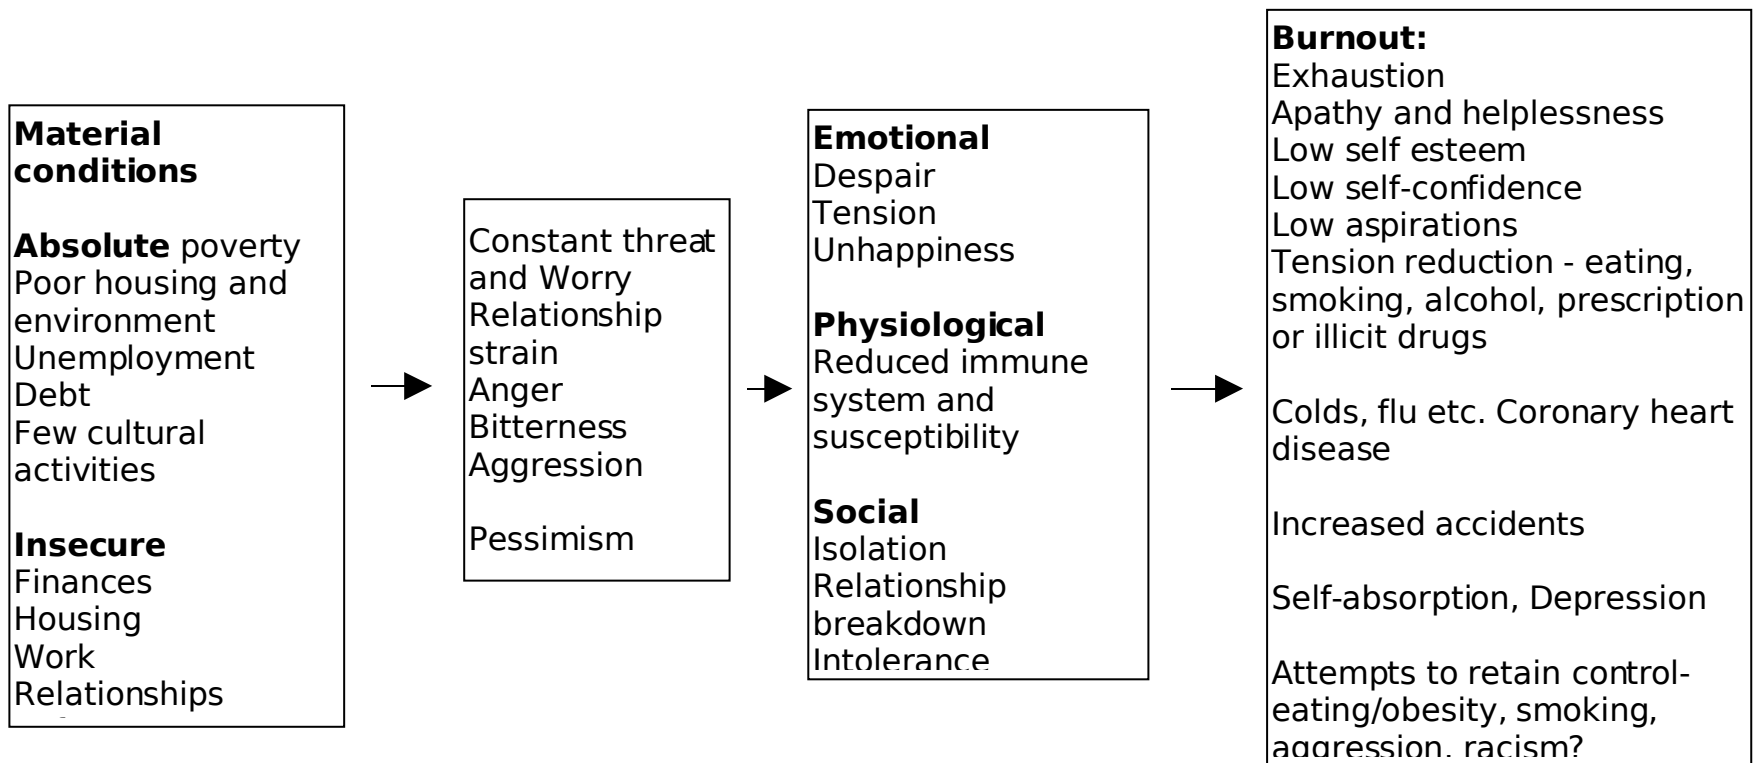 Material
conditions
Absolute poverty
Poor housing and
environment
Unemployment
Debt
Few cultural
activities
Insecure
Finances
Housing
Work
Relationships
Constant threat
and Worry
Relationship
strain
Anger
Bitterness
Aggression
Pessimism
Emotional
Despair
Tension
Unhappiness
Physiological
Reduced immune
system and
susceptibility
Social
Isolation
Relationship
breakdown
Intolerance
Burnout:
Exhaustion
Apathy and helplessness
Low self esteem
Low self-confidence
Low aspirations
Tension reduction - eating,
smoking, alcohol, prescription
or illicit drugs
Colds, flu etc. Coronary heart
disease
Increased accidents
Self-absorption, Depression
Attempts to retain control-
eating/obesity, smoking,
aggression, racism?